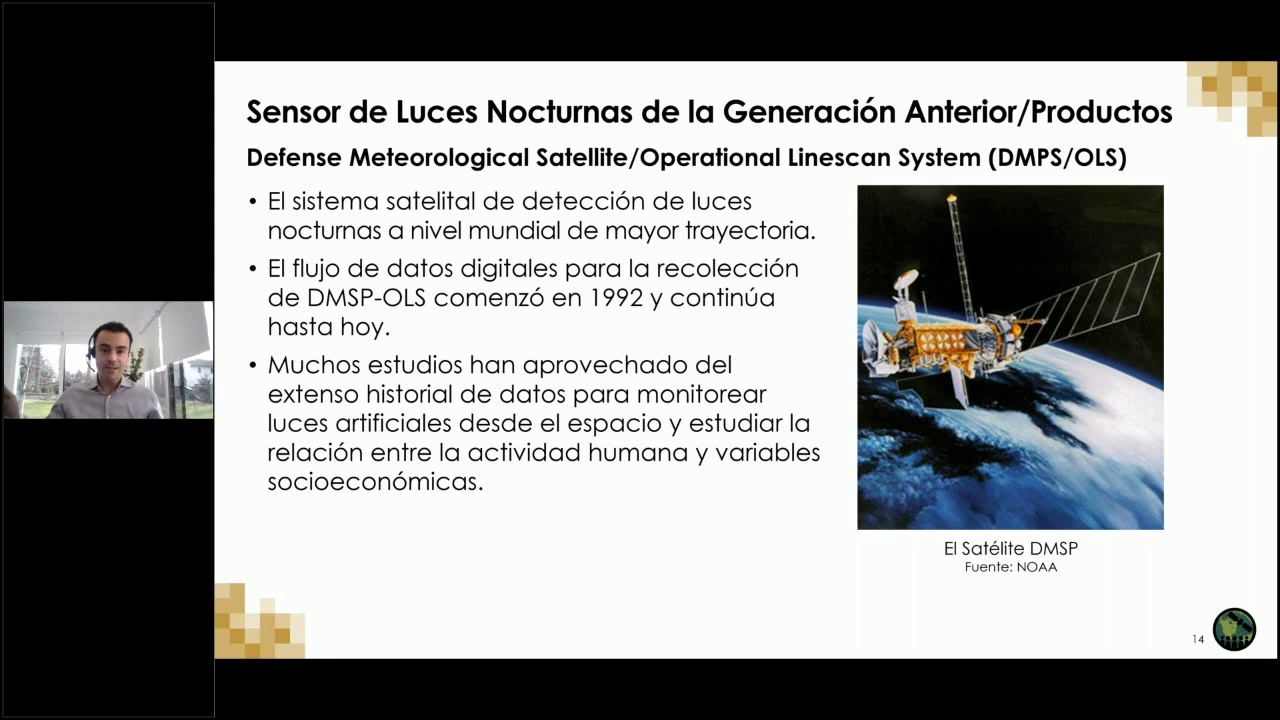 Sensor de Luces Nocturnas de la Generación Anterior/Productos
Defense Meteorological Satellite/Operational Linescan System (DMPS/OLS)
• El sistema satelital de detección de luces
nocturnas a nivel mundial de mayor trayectoria.
• El flujo de datos digitales para la recolección
de DMSP-OLS comenzó en 1992 y continúa
hasta hoy.
• Muchos estudios han aprovechado del
extenso historial de datos para monitorear
luces artificiales desde el espacio y estudiar la
relación entre la actividad humana y variables
socioeconómicas.
El Satélite DMSP
Fuente: NOAA
14